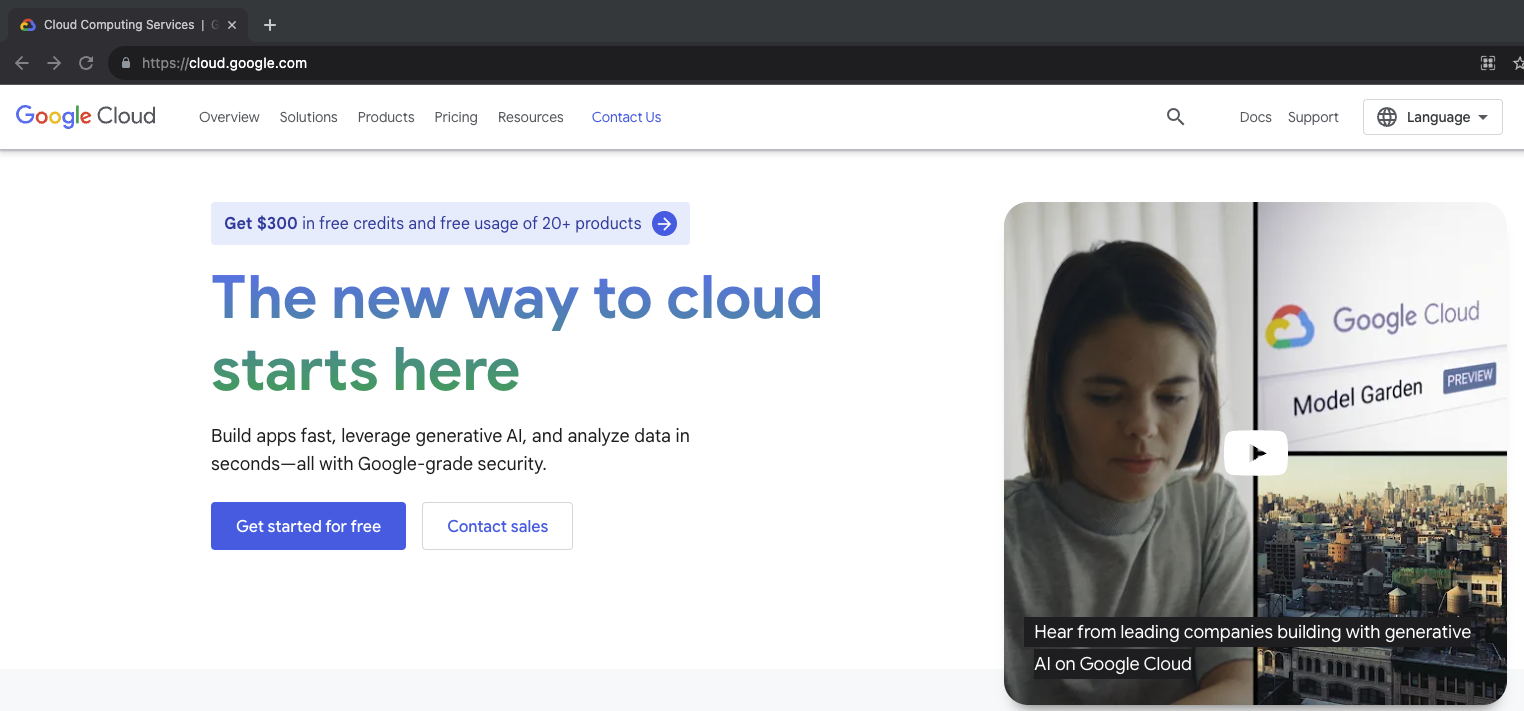 Cloud Computing Services | G
https://cloud.google.com
Google Cloud Overview Solutions Products Pricing Resources Contact Us Docs Support Language
Get $300 in free credits and free usage of 20+ products
The new way to cloud
starts here
Build apps fast, leverage generative AI, and analyze data in
seconds—all with Google-grade security.
Get started for free Contact sales
Google Cloud
Model Garden PREVIEW
Hear from leading companies building with generative
AI on Google Cloud